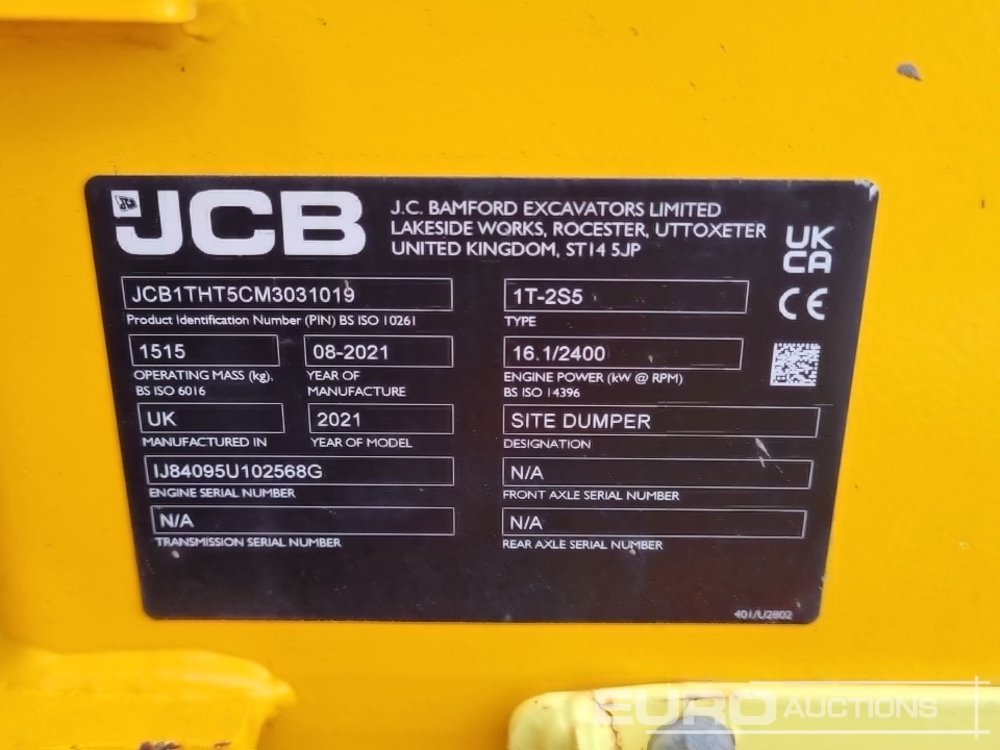 JCB
J.C. BAMFORD EXCAVATORS LIMITED
LAKESIDE WORKS, ROCESTER, UTTOXETER
UNITED KINGDOM, ST14 5JP
UK
CA
CE
JCB1THT5CM3031019
Product Identification Number (PIN) BS ISO 10261
1T-2S5
TYPE
1515
OPERATING MASS (kg),
BS ISO 6016
08-2021
YEAR OF
MANUFACTURE
16.1/2400
ENGINE POWER (kW @ RPM)
BS ISO 14396
UK
MANUFACTURED IN
2021
YEAR OF MODEL
SITE DUMPER
DESIGNATION
IJ84095U102568G
ENGINE SERIAL NUMBER
N/A
FRONT AXLE SERIAL NUMBER
N/A
TRANSMISSION SERIAL NUMBER
N/A
REAR AXLE SERIAL NUMBER
401/U2802
EURO AUCTIONS